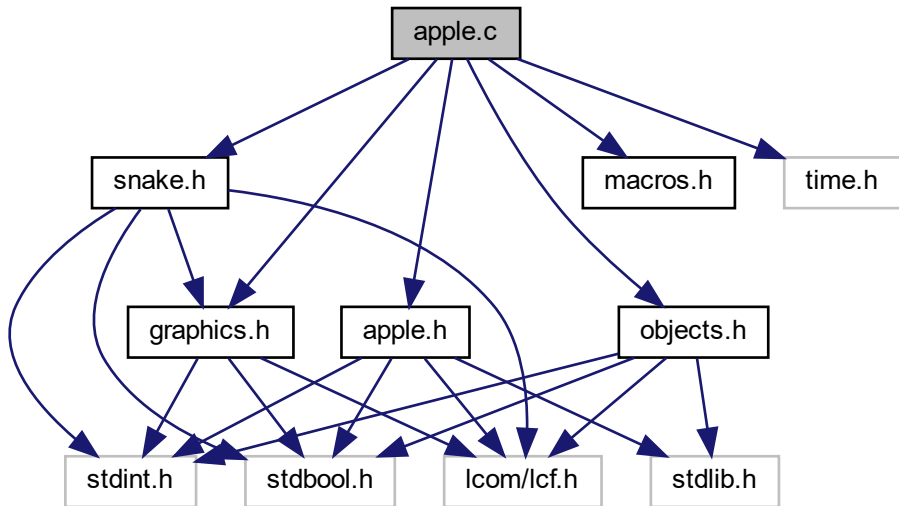 apple.c
snake.h
macros.h
time.h
graphics.h
apple.h
objects.h
stdint.h
stdbool.h
lcom/lcf.h
stdlib.h